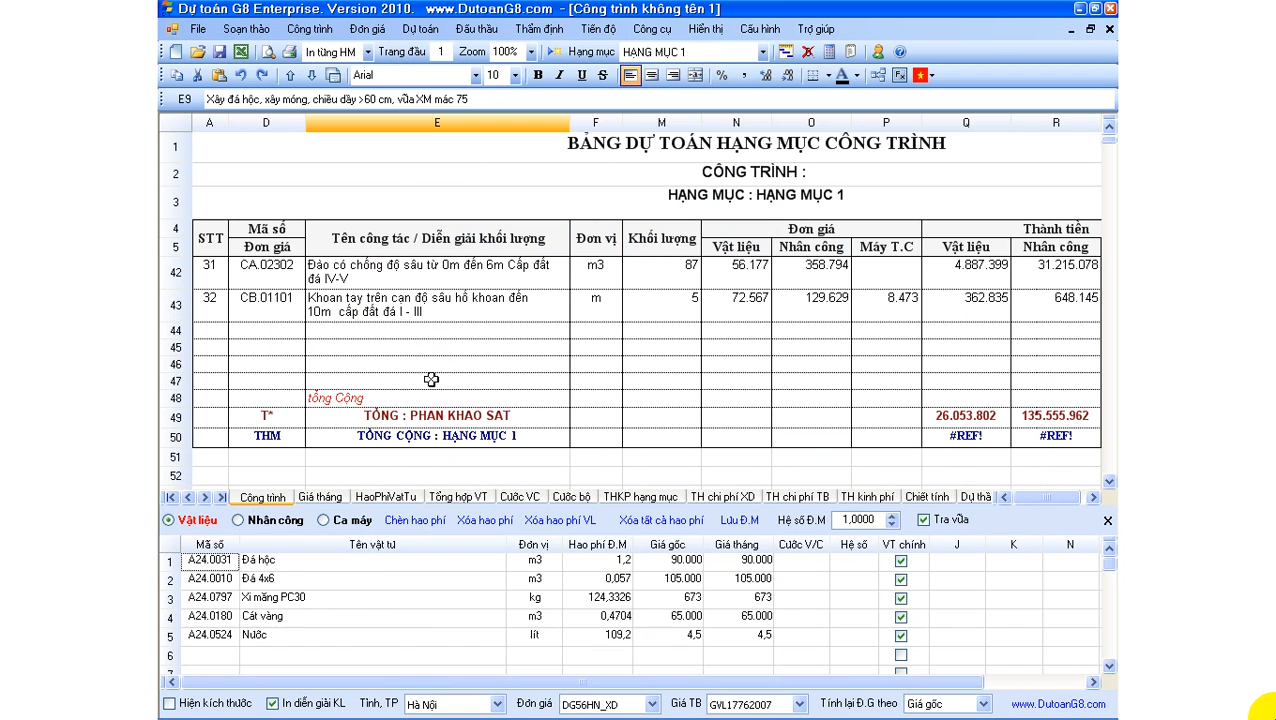 Dự toán G8 Enterprise. Version 2010.   www.DutoanG8.com  - [Công trình không tên 1]
File Soạn thảo Công trình Đơn giá Dự toán Đấu thầu Thẩm định Tiến độ Công cụ Hiển thị Cấu hình Trợ giúp
In từng HM Trang đầu 1 Zoom 100% Hạng mục HẠNG MỤC 1
Arial 10 B I U S % ,
E9 Xây đá hộc, xây móng, chiều dầy >60 cm, vữa XM mác 75
A D E F M N O P Q R
1 BẢNG DỰ TOÁN HẠNG MỤC CÔNG TRÌNH
2 CÔNG TRÌNH :
3 HẠNG MỤC : HẠNG MỤC 1
4 STT Mã số Tên công tác / Diễn giải khối lượng Đơn vị Khối lượng Đơn giá Thành tiền
5 Đơn giá Vật liệu Nhân công Máy T.C Vật liệu Nhân công
42 31 CA.02302 Đào có chống độ sâu từ 0m đến 6m Cấp đất đá IV-V m3 87 56.177 358.794 4.887.399 31.215.078
43 32 CB.01101 Khoan tay trên cạn độ sâu hố khoan đến 10m cấp đất đá I - III m 5 72.567 129.629 8.473 362.835 648.145
44
45
46
47
48 tổng Cộng
49 T* TỔNG : PHAN KHAO SAT 26.053.802 135.555.962
50 THM TỔNG CỘNG : HẠNG MỤC 1 #REF! #REF!
51
52
Công trình Giá tháng HaoPhiVatTu Tổng hợp VT Cước VC Cước bộ THKP hạng mục TH chi phí XD TH chi phí TB TH kinh phí Chiết tính Dự thầ
Vật liệu Nhân công Ca máy Chèn hao phí Xóa hao phí Xóa hao phí VL Xóa tất cả hao phí Lưu Đ.M Hệ số Đ.M 1,0000 Tra vữa
Mã số Tên vật tư Đơn vị Hao phí Đ.M Giá gốc Giá tháng Cước V/C Hệ số VT chính J K N
1 A24.0031 Đá hộc m3 1,2 90.000 90.000
2 A24.0010 Đá 4x6 m3 0,057 105.000 105.000
3 A24.0797 Xi măng PC30 kg 124,3326 673 673
4 A24.0180 Cát vàng m3 0,4704 65.000 65.000
5 A24.0524 Nước lít 109,2 4,5 4,5
6
7
Hiện kích thước In diễn giải KL Tỉnh, TP Hà Nội Đơn giá DG56HN_XD Giá TB GVL17762007 Tính lại Đ.G theo Giá gốc www.DutoanG8.com